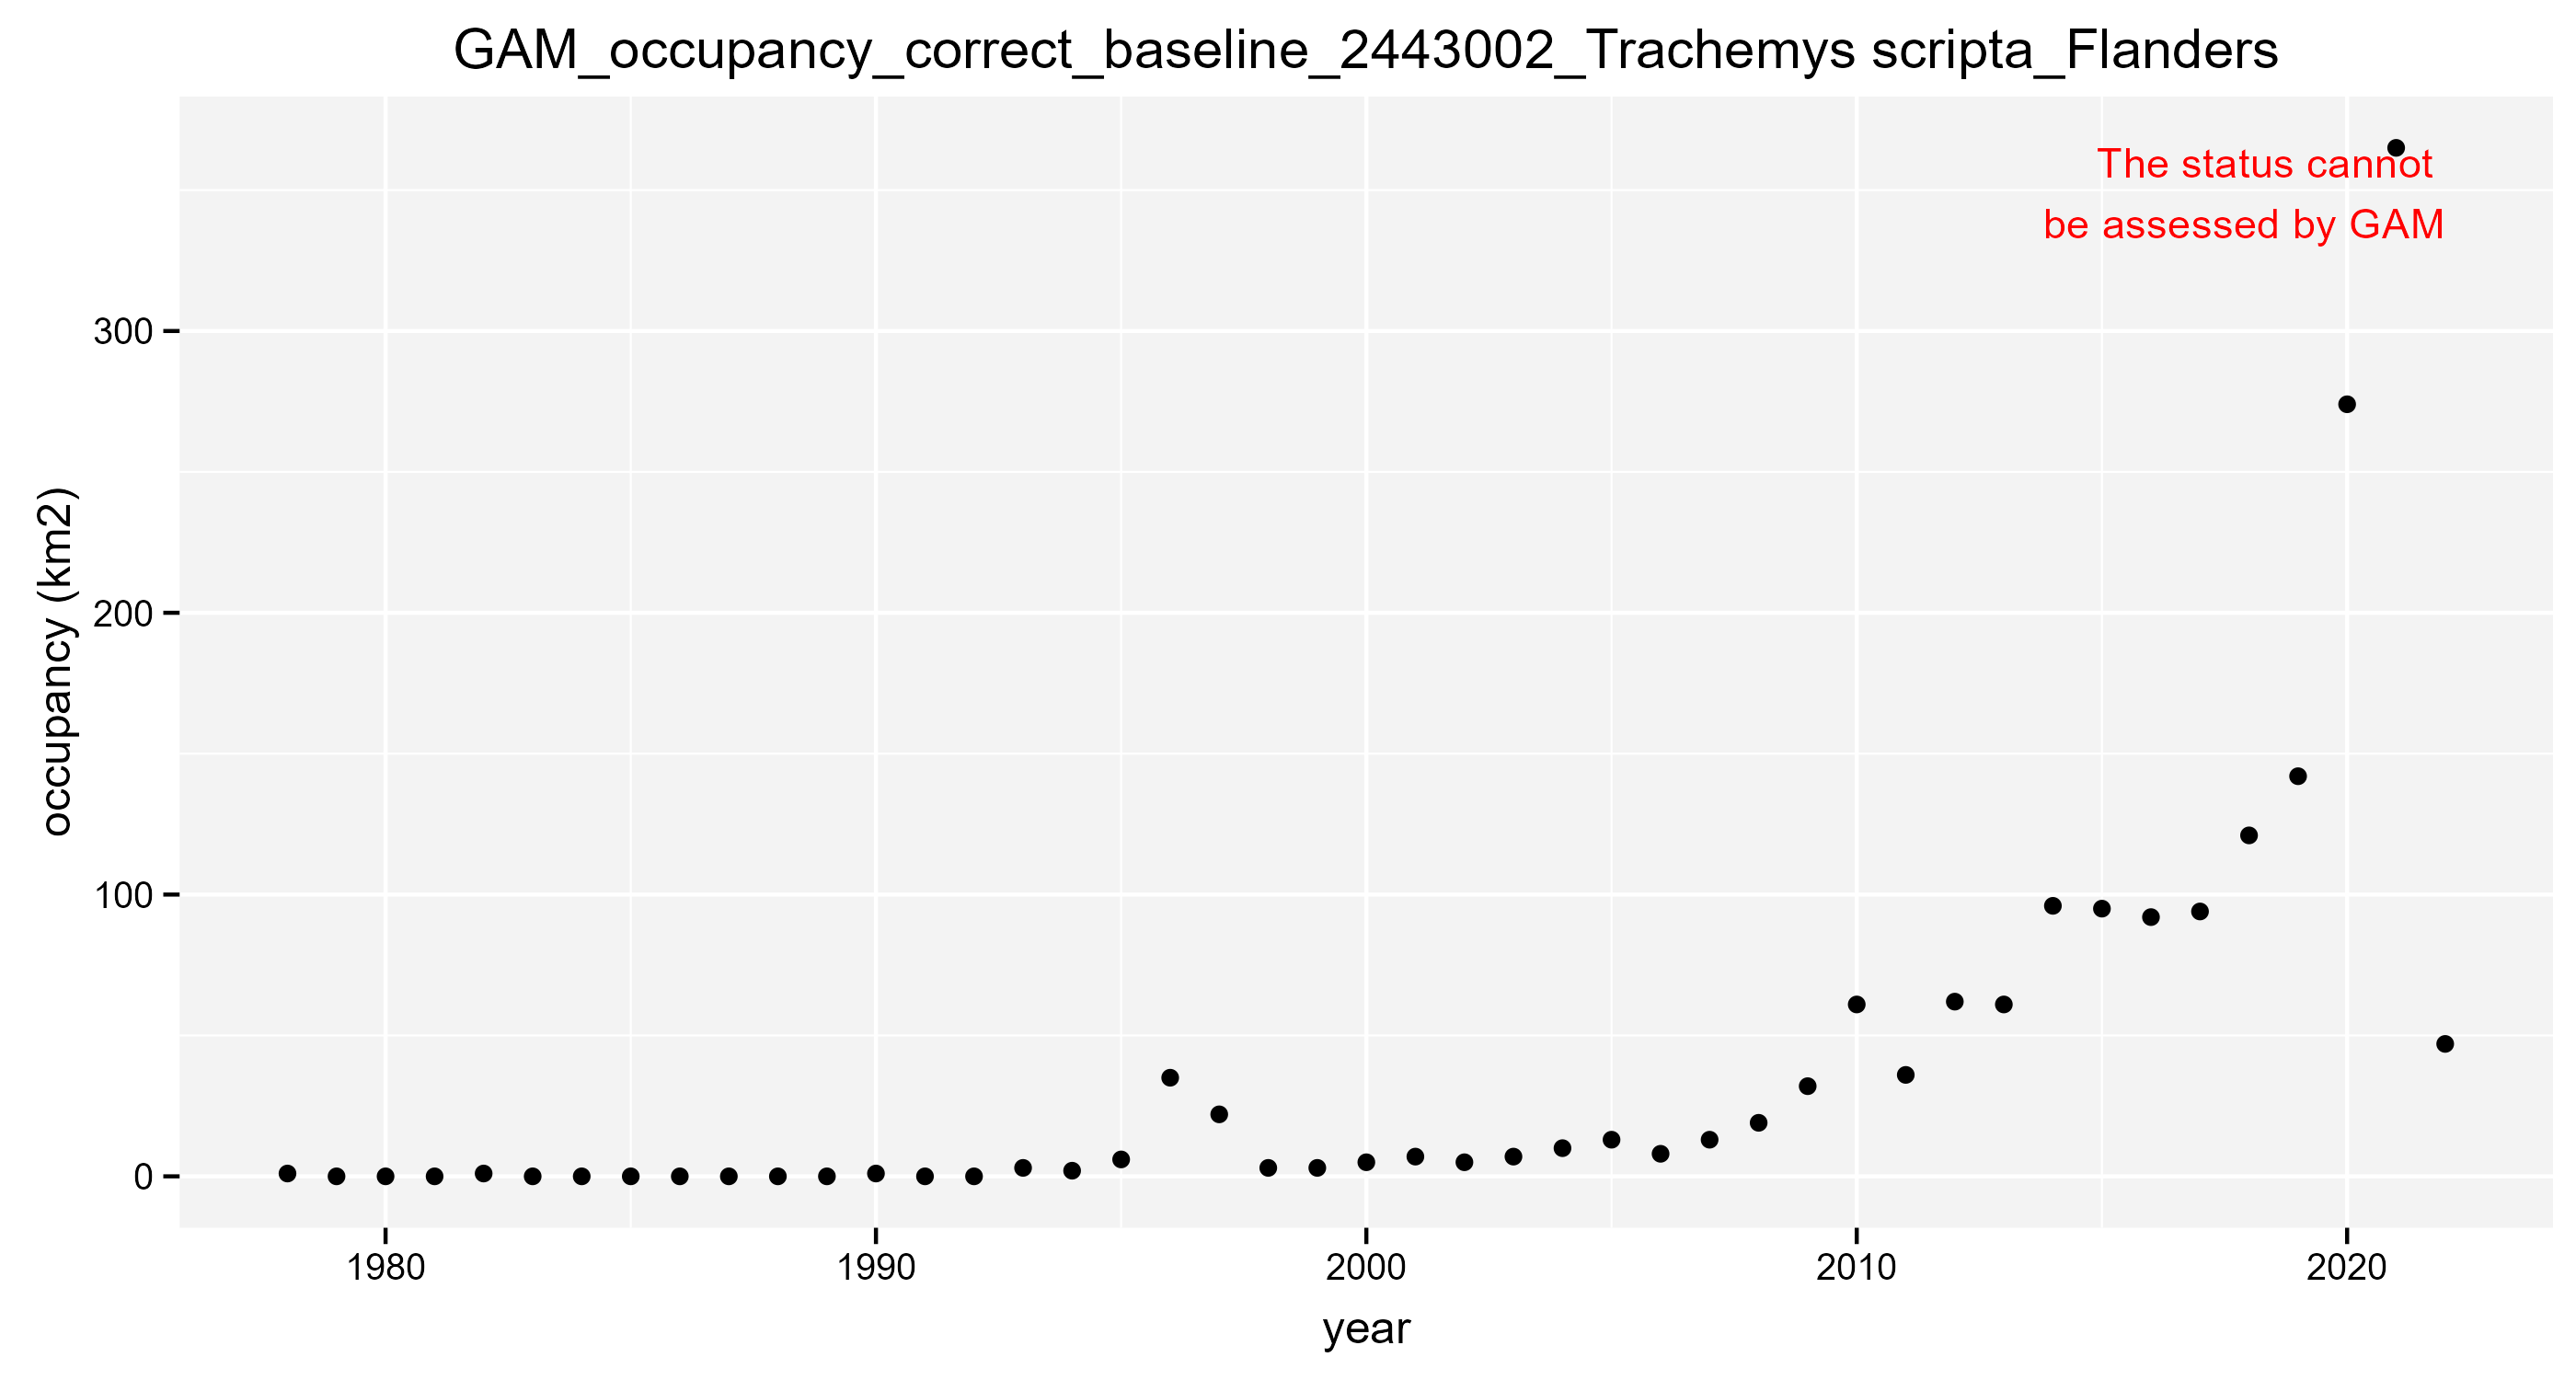 GAM_occupancy_correct_baseline_2443002_Trachemys scripta_Flanders
The status cannot
be assessed by GAM
occupancy (km2)
300
200
100
0
1980 1990 2000 2010 2020
year